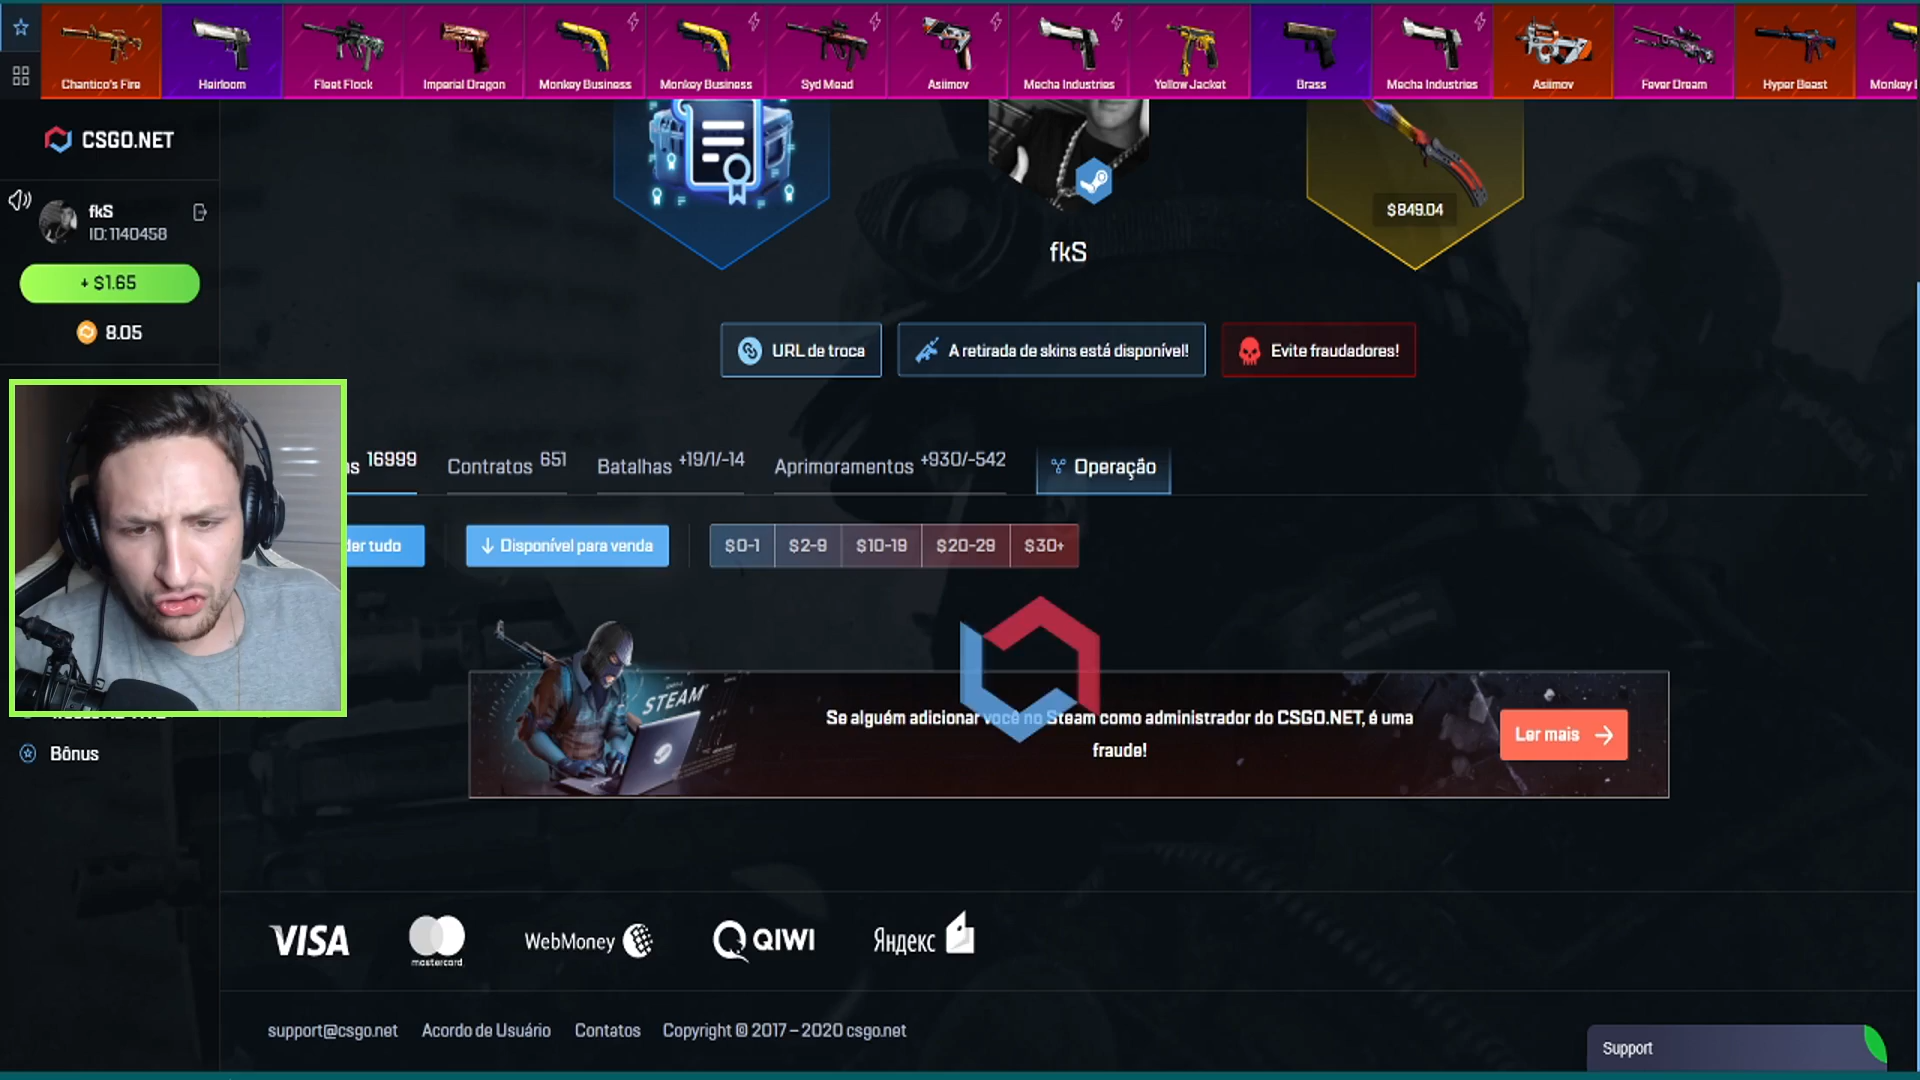 Chantico's Fire
Heirloom
Fleet Flock
Imperial Dragon
Monkey Business
Monkey Business
Syd Mead
Asiimov
Mecha Industries
Yellow Jacket
Brass
Mecha Industries
Asiimov
Fever Dream
Hyper Beast
CSGO.NET
fkS
ID: 1140458
+ $1.65
8.05
$849.04
fkS
URL de troca
A retirada de skins está disponível!
Evite fraudadores!
16999
Contratos 651
Batalhas +19/1/-14
Aprimoramentos +930/-542
Operação
tudo
Disponível para venda
$0-1
$2-9
$10-19
$20-29
$30+
STEAM
Se alguém adicionar você no Steam como administrador do CSGO.NET, é uma
fraude!
Ler mais
Bônus
VISA
mastercard
WebMoney
QIWI
Яндекс
support@csgo.net
Acordo de Usuário
Contatos
Copyright © 2017 – 2020 csgo.net
Support